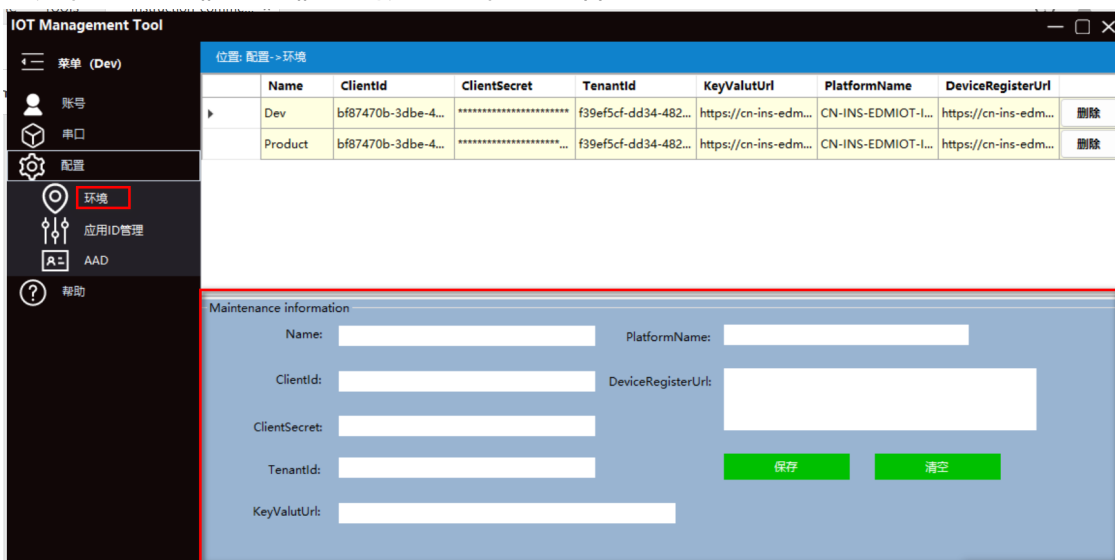 IOT Management Tool
菜单 (Dev)
位置: 配置->环境
账号
串口
配置
环境
应用ID管理
AAD
帮助
Name ClientId ClientSecret TenantId KeyValutUrl PlatformName DeviceRegisterUrl
Dev bf87470b-3dbe-4... *********************** f39ef5cf-dd34-482... https://cn-ins-edm... CN-INS-EDMIOT-I... https://cn-ins-edm... 删除
Product bf87470b-3dbe-4... *********************... f39ef5cf-dd34-482... https://cn-ins-edm... CN-INS-EDMIOT-I... https://cn-ins-edm... 删除
Maintenance information
Name: PlatformName:
ClientId: DeviceRegisterUrl:
ClientSecret:
TenantId: 保存 清空
KeyValutUrl: